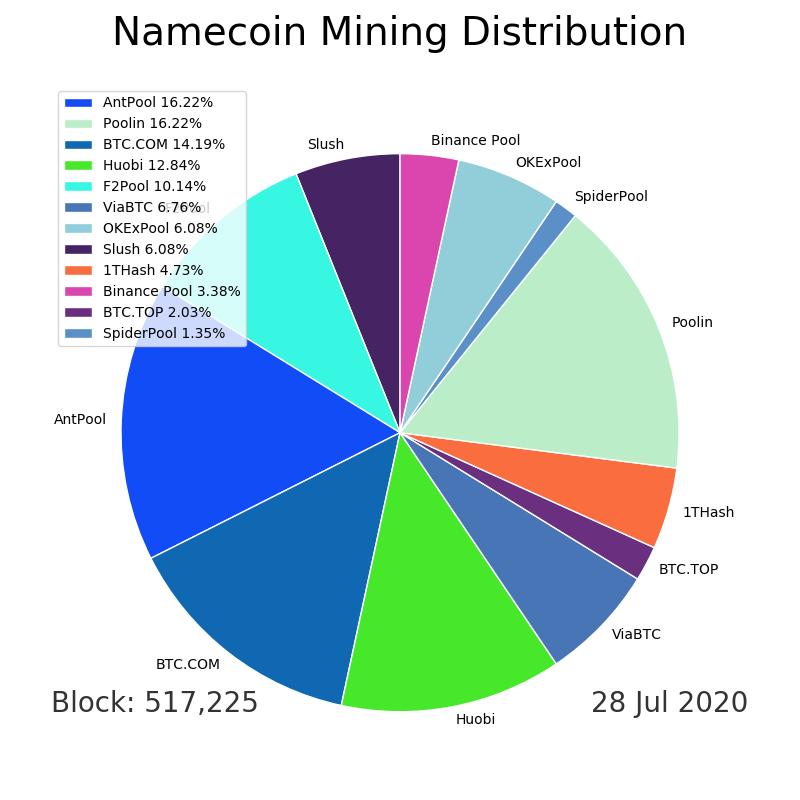 Namecoin Mining Distribution
AntPool 16.22%
Poolin 16.22%
BTC.COM 14.19%
Huobi 12.84%
F2Pool 10.14%
ViaBTC 6.76%
OKExPool 6.08%
Slush 6.08%
1THash 4.73%
Binance Pool 3.38%
BTC.TOP 2.03%
SpiderPool 1.35%
Slush
Binance Pool
OKExPool
SpiderPool
F2Pool
Poolin
AntPool
1THash
BTC.TOP
ViaBTC
BTC.COM
Huobi
Block: 517,225
28 Jul 2020